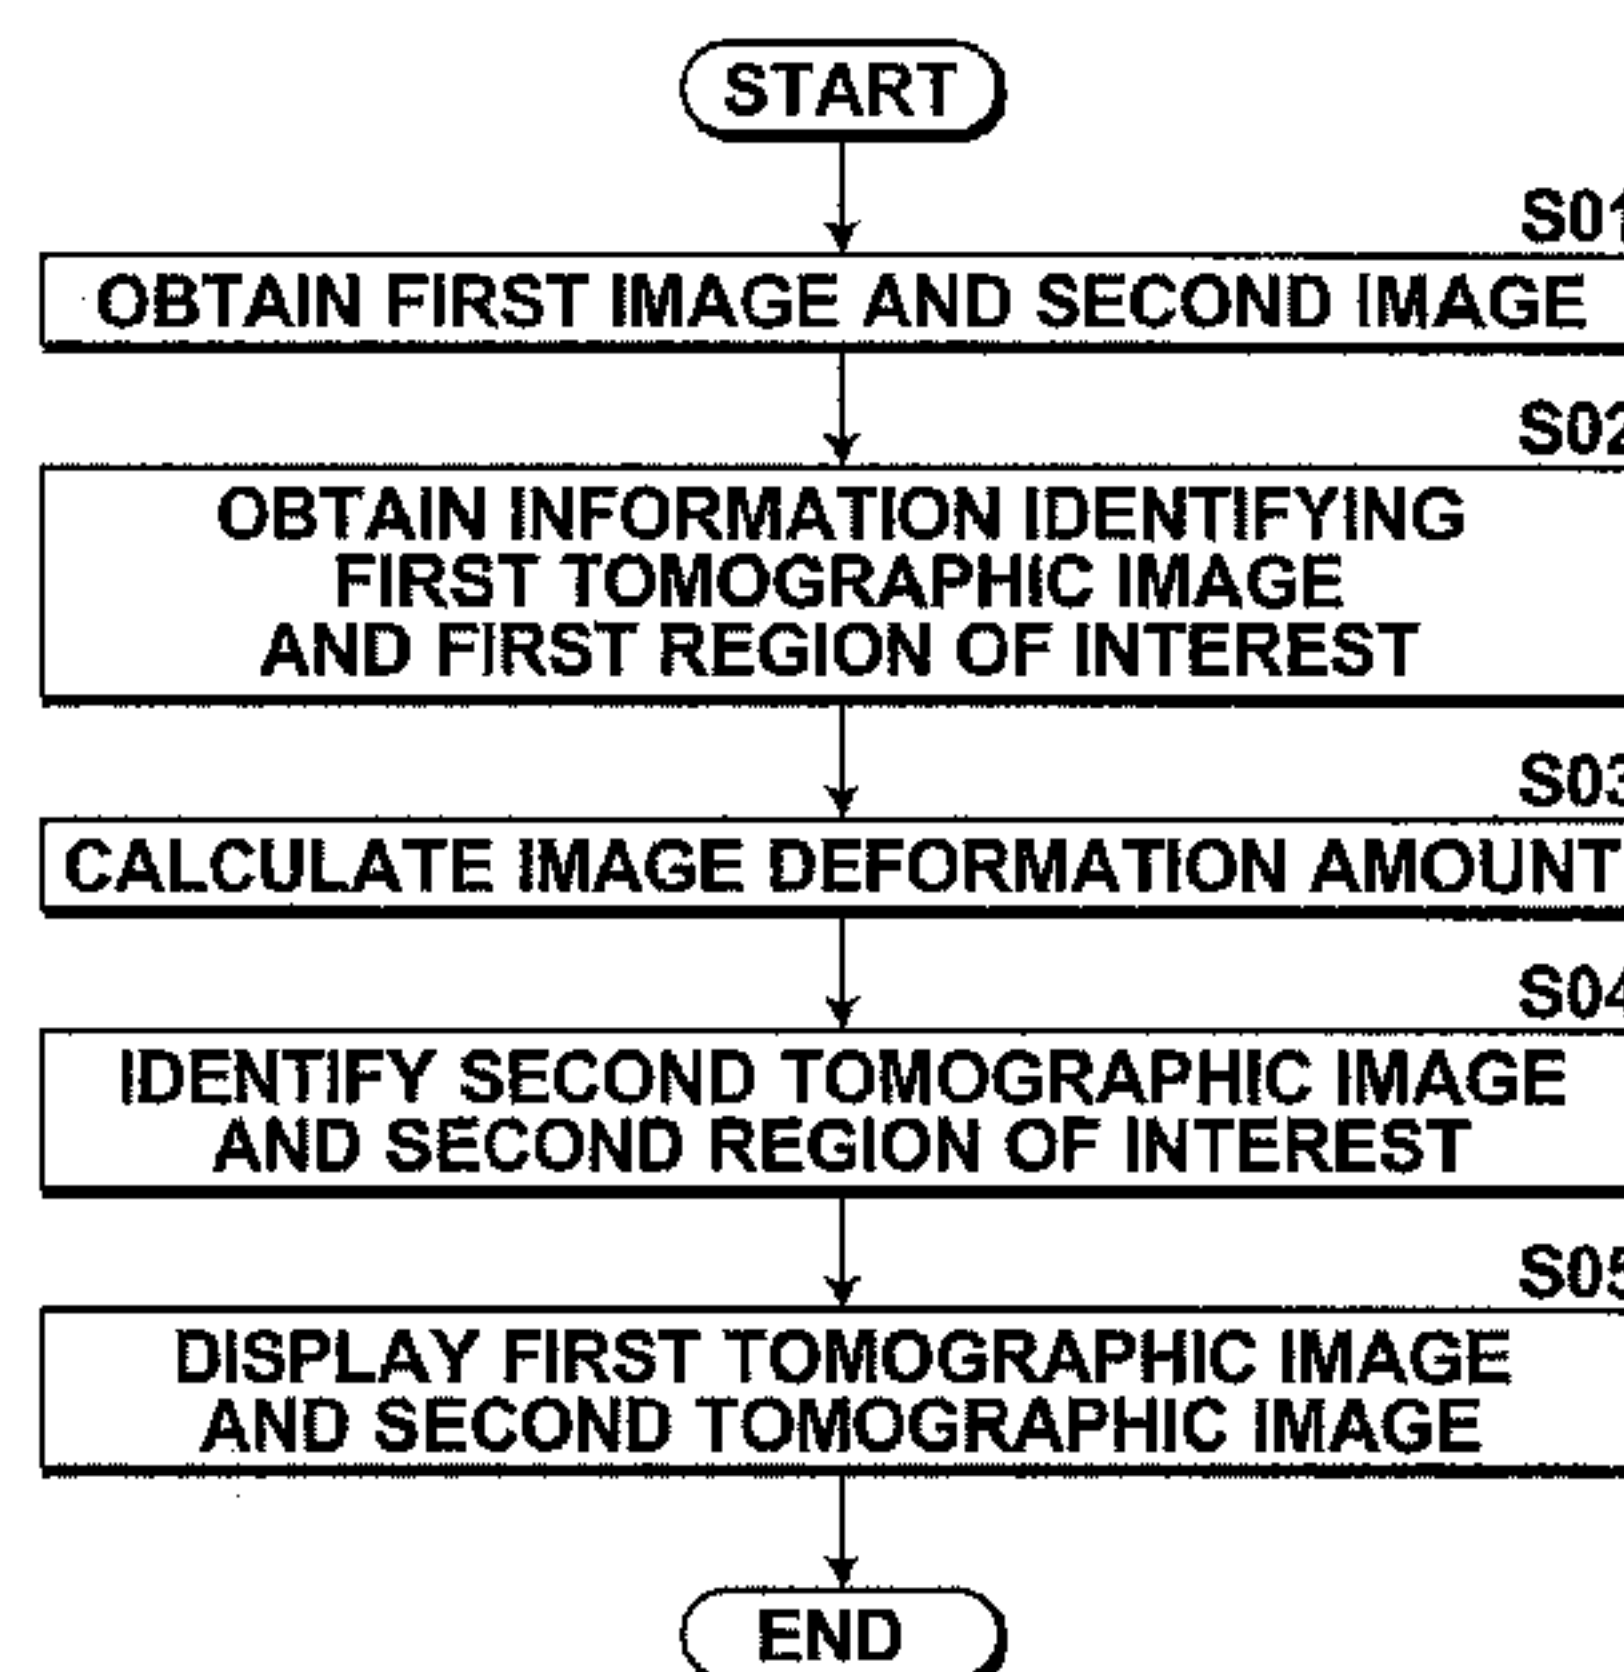 START
S01
OBTAIN FIRST IMAGE AND SECOND IMAGE
S02
OBTAIN INFORMATION IDENTIFYING
FIRST TOMOGRAPHIC IMAGE
AND FIRST REGION OF INTEREST
S03
CALCULATE IMAGE DEFORMATION AMOUNT
S04
IDENTIFY SECOND TOMOGRAPHIC IMAGE
AND SECOND REGION OF INTEREST
S05
DISPLAY FIRST TOMOGRAPHIC IMAGE
AND SECOND TOMOGRAPHIC IMAGE
END